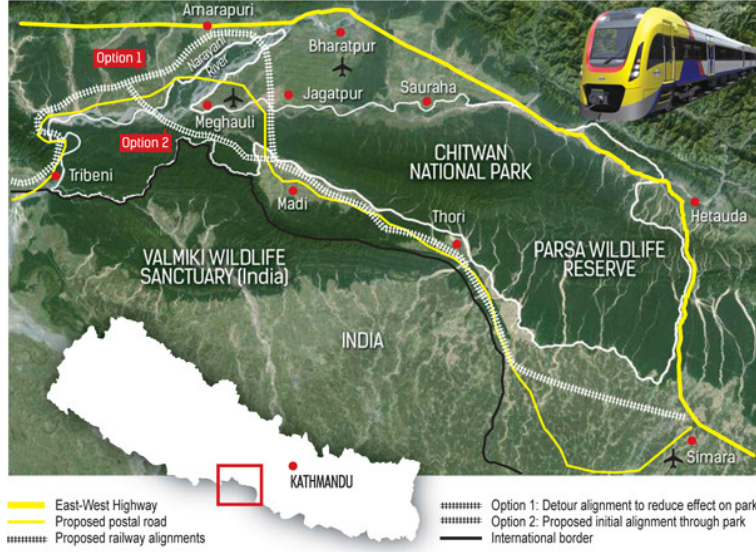 Amarapuri
Option 1
Narayani
River
Bharatpur
Jagatpur
Sauraha
Meghauli
Option 2
CHITWAN
NATIONAL PARK
Tribeni
Madi
Hetauda
Thori
VALMIKI WILDLIFE
SANCTUARY (India)
PARSA WILDLIFE
RESERVE
INDIA
Simara
KATHMANDU
East-West Highway
Proposed postal road
Proposed railway alignments
Option 1: Detour alignment to reduce effect on park
Option 2: Proposed initial alignment through park
International border